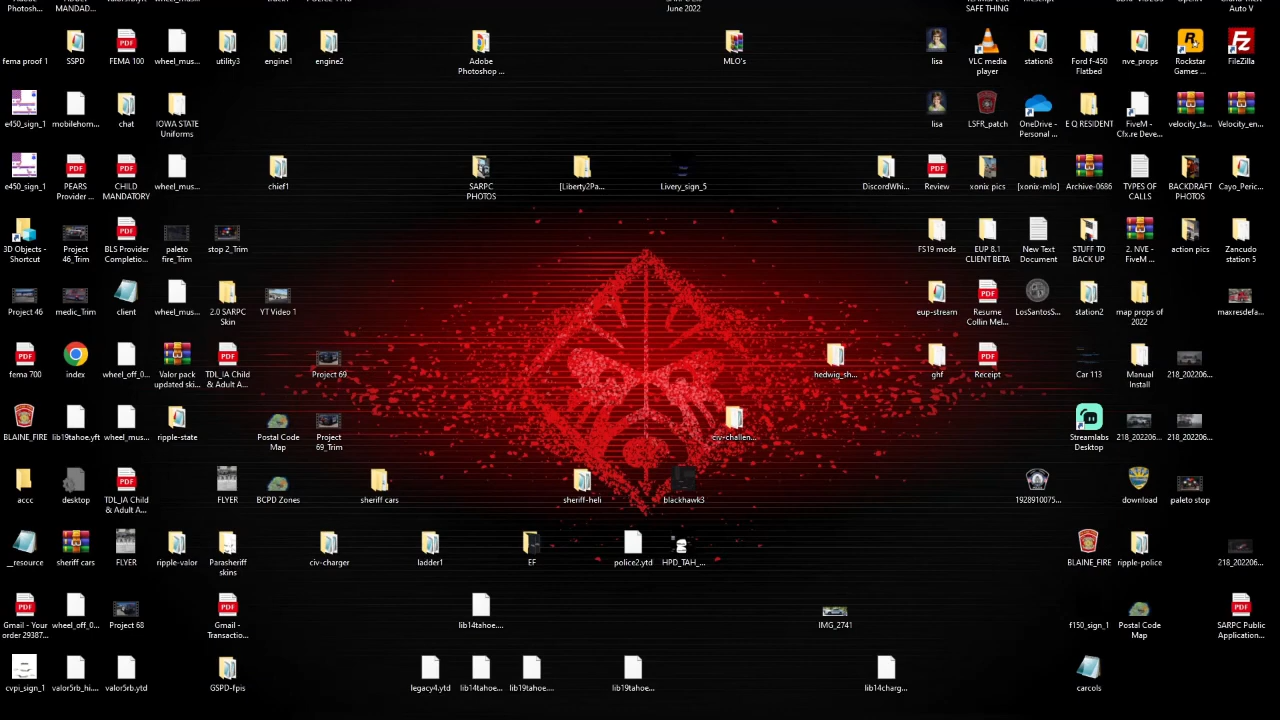 Photosh...
MANDAD...
June 2022
SAFE THING
Auto V
fema proof 1
SSPD
FEMA 100
wheel_mus...
utility3
engine1
engine2
Adobe
Photoshop ...
MLO's
lisa
VLC media
player
station8
Ford f-450
Flatbed
nve_props
Rockstar
Games ...
FileZilla
e450_sign_1
mobilehom...
chat
IOWA STATE
Uniforms
lisa
LSFR_patch
OneDrive -
Personal ...
E Q RESIDENT
FiveM -
Cfx.re Deve...
velocity_ta...
Velocity_en...
e450_sign_1
PEARS
Provider ...
CHILD
MANDATORY
wheel_mus...
chief1
SARPC
PHOTOS
[Liberty2Pa...
Livery_sign_5
DiscordWhi...
Review
xonix pics
[xonix-mlo]
Archive-0686
TYPES OF
CALLS
BACKDRAFT
PHOTOS
Cayo_Peric...
3D Objects -
Shortcut
Project
46_Trim
BLS Provider
Completio...
paleto
fire_Trim
stop 2_Trim
FS19 mods
EUP 8.1
CLIENT BETA
New Text
Document
STUFF TO
BACK UP
2. NVE -
FiveM ...
action pics
Zancudo
station 5
Project 46
medic_Trim
client
wheel_mus...
2.0 SARPC
Skin
YT Video 1
eup-stream
Resume
Collin Mel...
LosSantosS...
station2
map props of
2022
maxresdefa...
fema 700
index
wheel_off_0...
Valor pack
updated ski...
TDL_IA Child
& Adult A...
Project 69
hedwig_sh...
ghf
Receipt
Car 113
Manual
Install
218_202206...
BLAINE_FIRE
lib19tahoe.yft
wheel_mus...
ripple-state
Postal Code
Map
Project
69_Trim
civ-challen...
Streamlabs
Desktop
218_202206...
218_202206...
accc
desktop
TDL_IA Child
& Adult A...
FLYER
BCPD Zones
sheriff cars
sheriff-heli
blackhawk3
1928910075...
download
paleto stop
__resource
sheriff cars
FLYER
ripple-valor
Parasheriff
skins
civ-charger
ladder1
EF
police2.ytd
HPD_TAH_...
BLAINE_FIRE
ripple-police
218_202206...
Gmail - Your
order 29387...
wheel_off_0...
Project 68
Gmail -
Transactio...
lib14tahoe....
IMG_2741
f150_sign_1
Postal Code
Map
SARPC Public
Application...
cvpi_sign_1
valor5rb_hi....
valor5rb.ytd
GSPD-fpis
legacy4.ytd
lib14tahoe...
lib19tahoe....
lib19tahoe...
lib14charg...
carcols